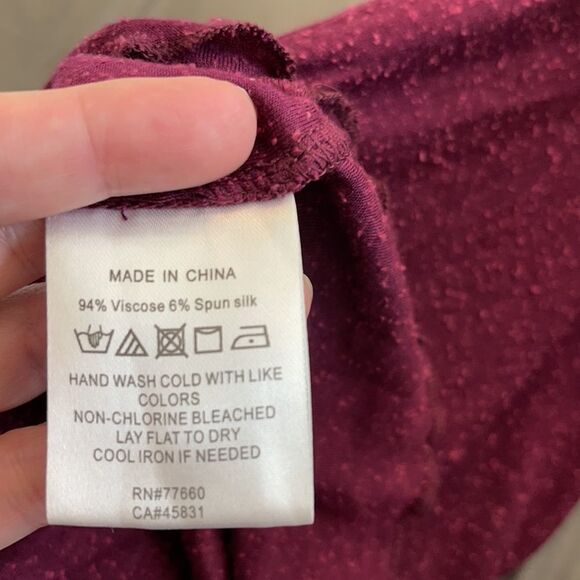 MADE IN CHINA
94% Viscose 6% Spun silk
HAND WASH COLD WITH LIKE
COLORS
NON-CHLORINE BLEACHED
LAY FLAT TO DRY
COOL IRON IF NEEDED
RN#77660
CA#45831